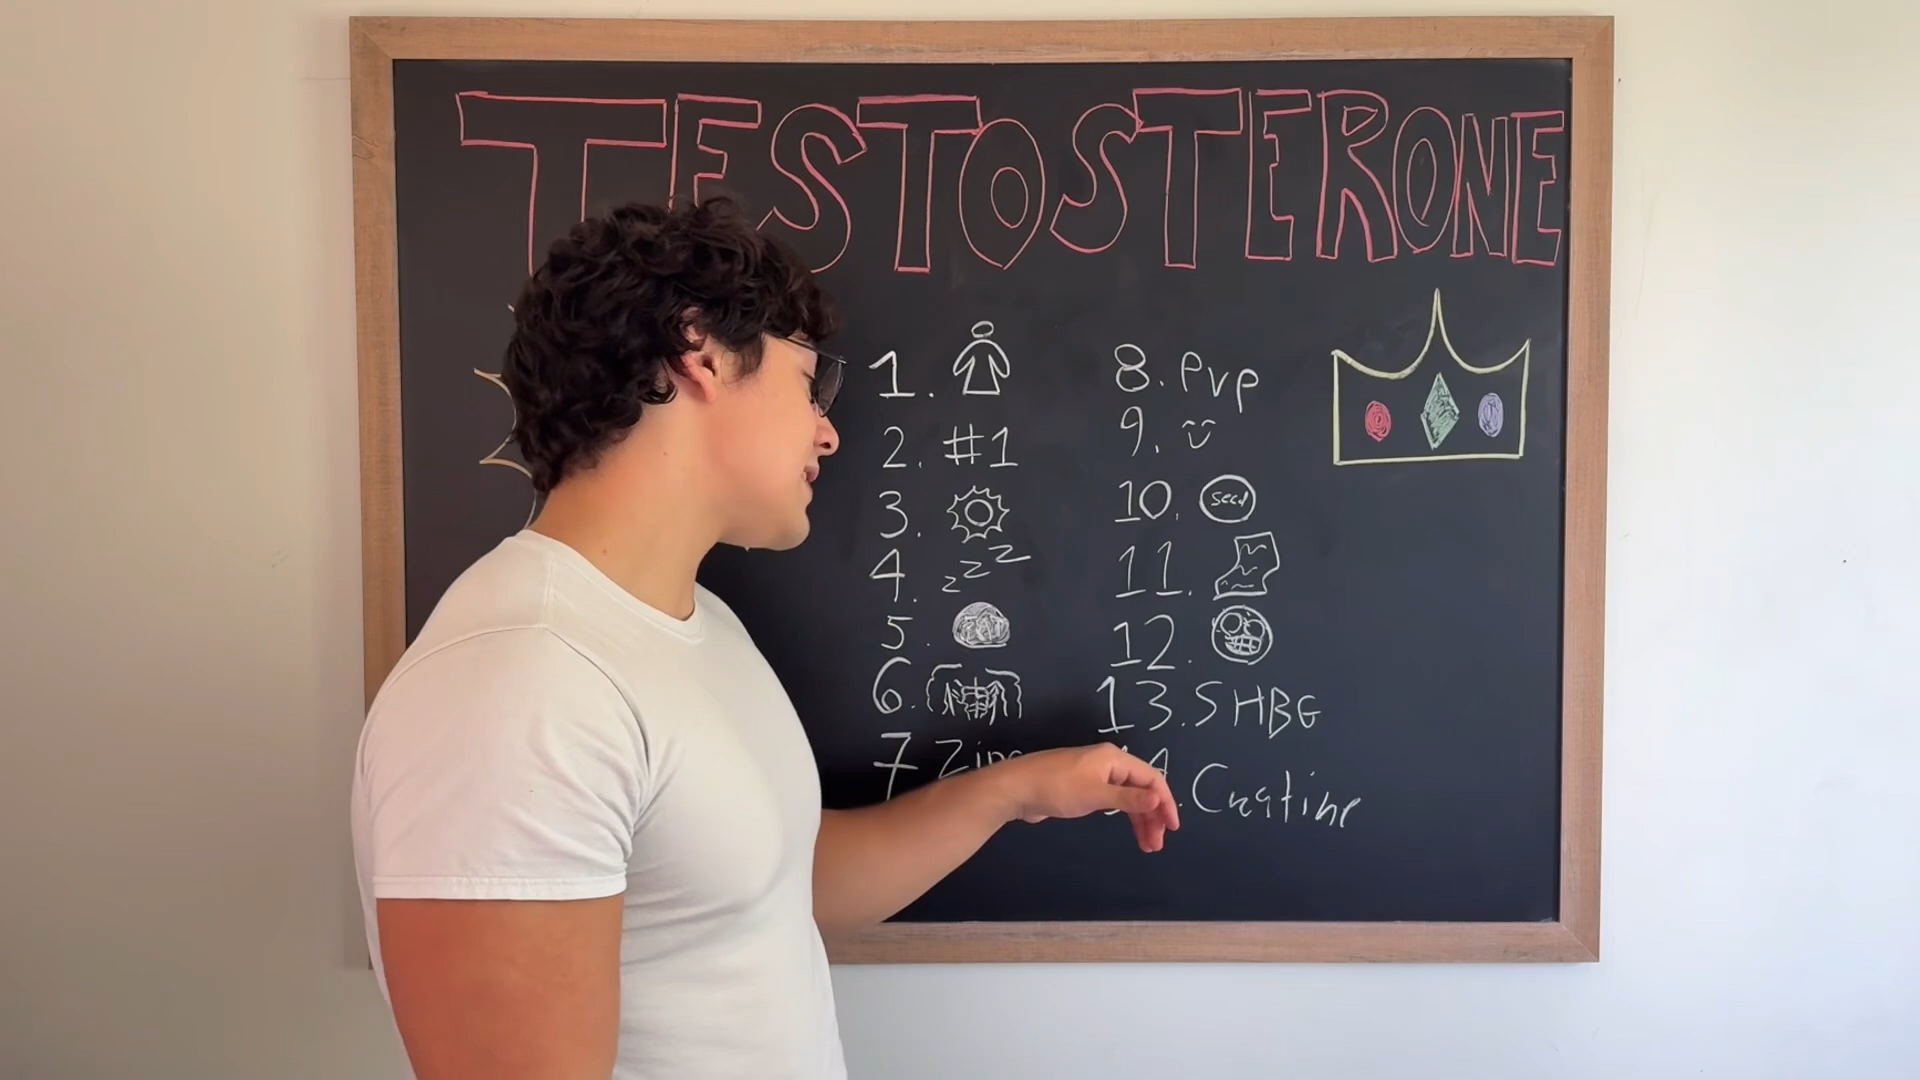 TESTOSTERONE
1.
2. #1
3.
4. zzz
5.
6.
7 Zinc
8. PVP
9.
10. seed
11.
12.
13. SHBG
14. Creatine